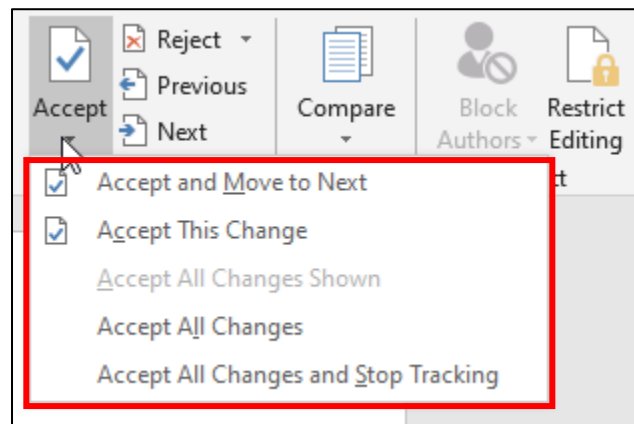 Reject
Previous
Accept
Next
Compare
Block
Authors
Restrict
Editing
Accept and Move to Next
Accept This Change
Accept All Changes Shown
Accept All Changes
Accept All Changes and Stop Tracking